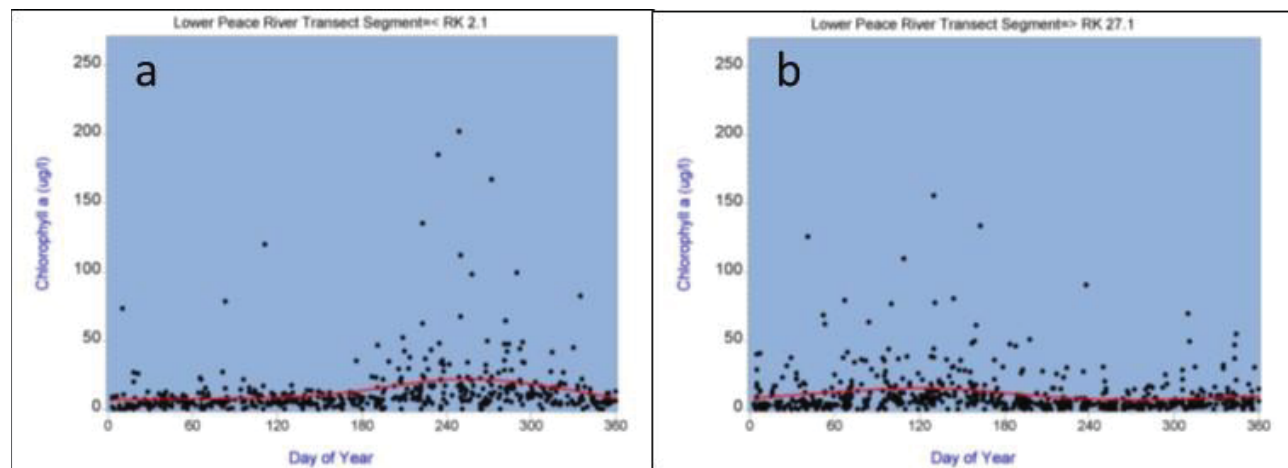 Lower Peace River Transect Segment=< RK 2.1
a
250
200
150
100
50
0
Chlorophyll a (ug/l)
0 60 120 180 240 300 360
Day of Year
Lower Peace River Transect Segment=> RK 27.1
b
250
200
150
100
50
0
Chlorophyll a (ug/l)
0 60 120 180 240 300 360
Day of Year